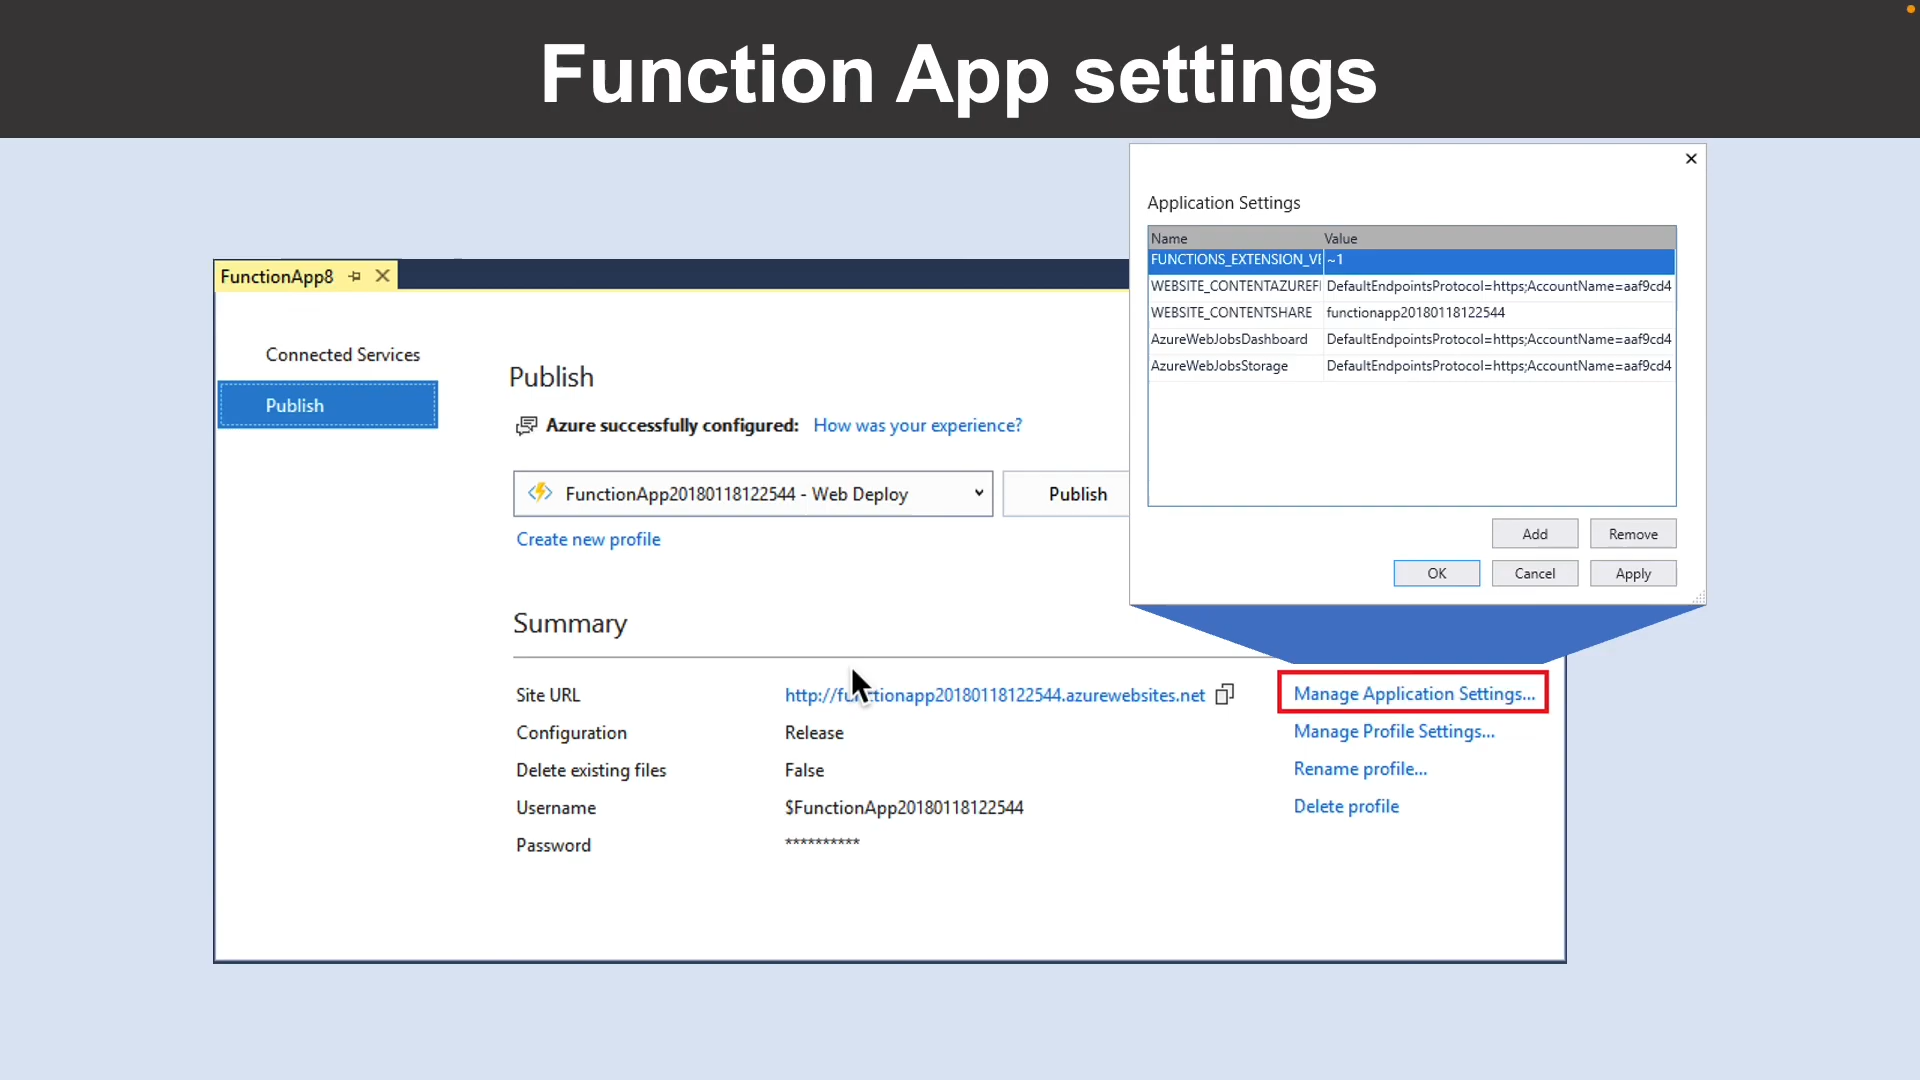 Function App settings
Application Settings
Name Value
FUNCTIONS_EXTENSION_VE ~1
WEBSITE_CONTENTAZUREFI DefaultEndpointsProtocol=https;AccountName=aaf9cd4
WEBSITE_CONTENTSHARE functionapp20180118122544
AzureWebJobsDashboard DefaultEndpointsProtocol=https;AccountName=aaf9cd4
AzureWebJobsStorage DefaultEndpointsProtocol=https;AccountName=aaf9cd4
Add Remove
OK Cancel Apply
FunctionApp8
Connected Services
Publish
Publish
Azure successfully configured: How was your experience?
FunctionApp20180118122544 - Web Deploy Publish
Create new profile
Summary
Site URL http://functionapp20180118122544.azurewebsites.net Manage Application Settings...
Configuration Release Manage Profile Settings...
Delete existing files False Rename profile...
Username $FunctionApp20180118122544 Delete profile
Password **********